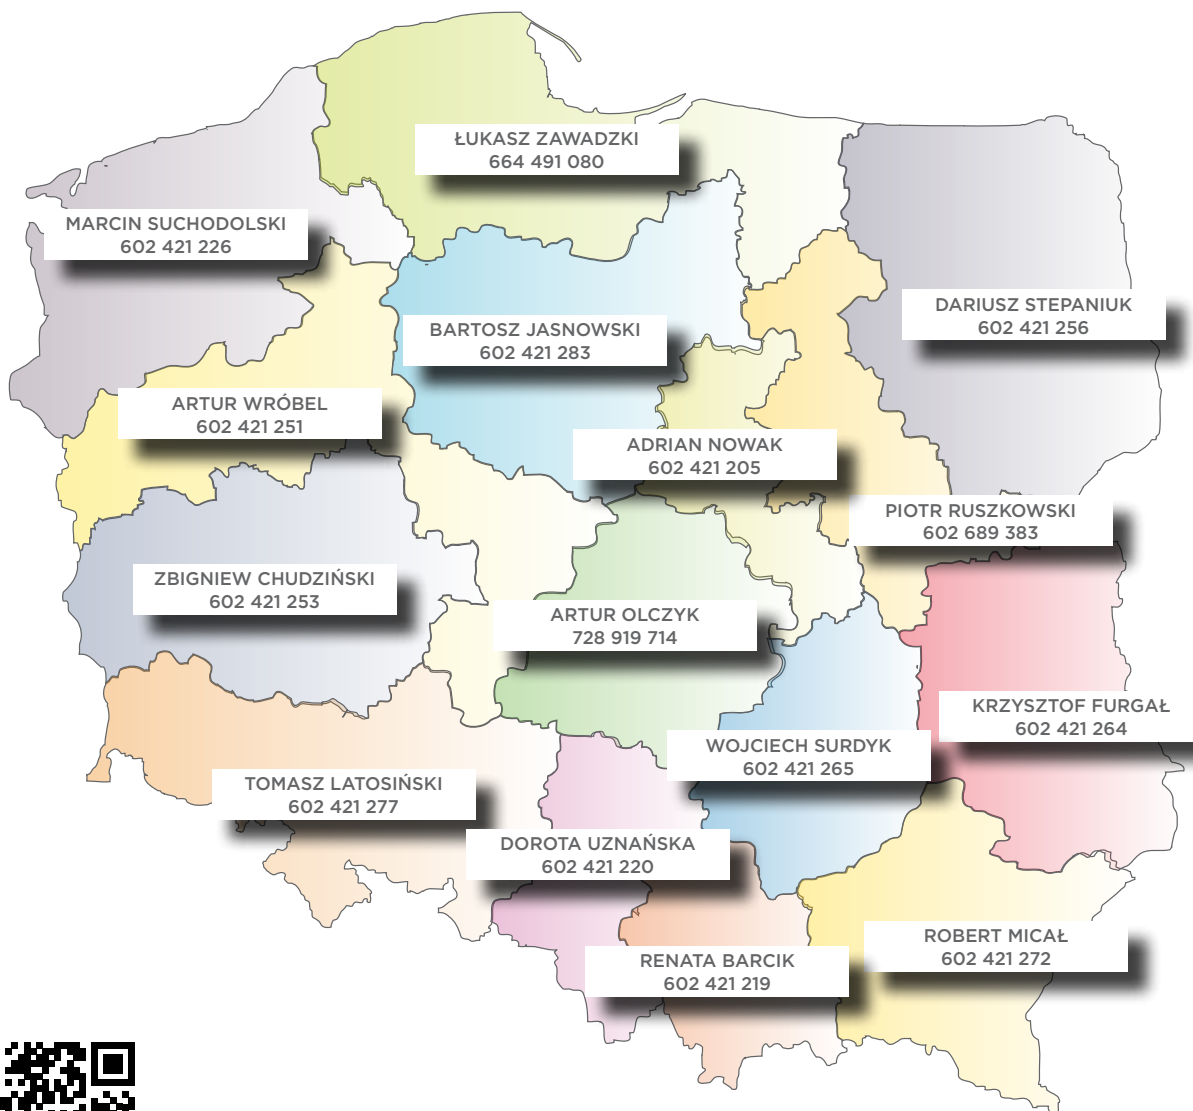 ŁUKASZ ZAWADZKI
664 491 080
MARCIN SUCHODOLSKI
602 421 226
DARIUSZ STEPANIUK
602 421 256
BARTOSZ JASNOWSKI
602 421 283
ARTUR WRÓBEL
602 421 251
ADRIAN NOWAK
602 421 205
PIOTR RUSZKOWSKI
602 689 383
ZBIGNIEW CHUDZIŃSKI
602 421 253
ARTUR OLCZYK
728 919 714
KRZYSZTOF FURGAŁ
602 421 264
WOJCIECH SURDYK
602 421 265
TOMASZ LATOSIŃSKI
602 421 277
DOROTA UZNAŃSKA
602 421 220
ROBERT MICAŁ
602 421 272
RENATA BARCIK
602 421 219